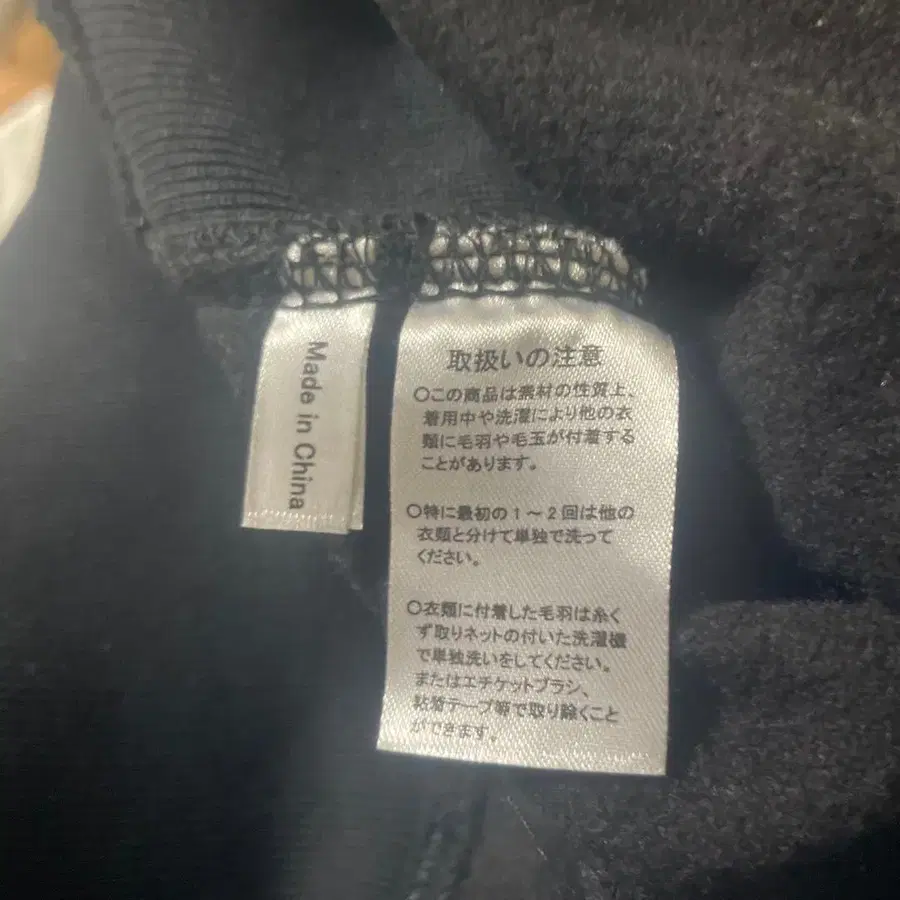 Made in China
取扱いの注意
○この商品は素材の性質上、
着用中や洗濯により他の衣
類に毛羽や毛玉が付着する
ことがあります。
○特に最初の1～2回は他の
衣類と分けて単独で洗って
ください。
○衣類に付着した毛羽は糸く
ず取りネットの付いた洗濯機
で単独洗いをしてください。
またはエチケットブラシ、
粘着テープ等で取り除くこと
ができます。